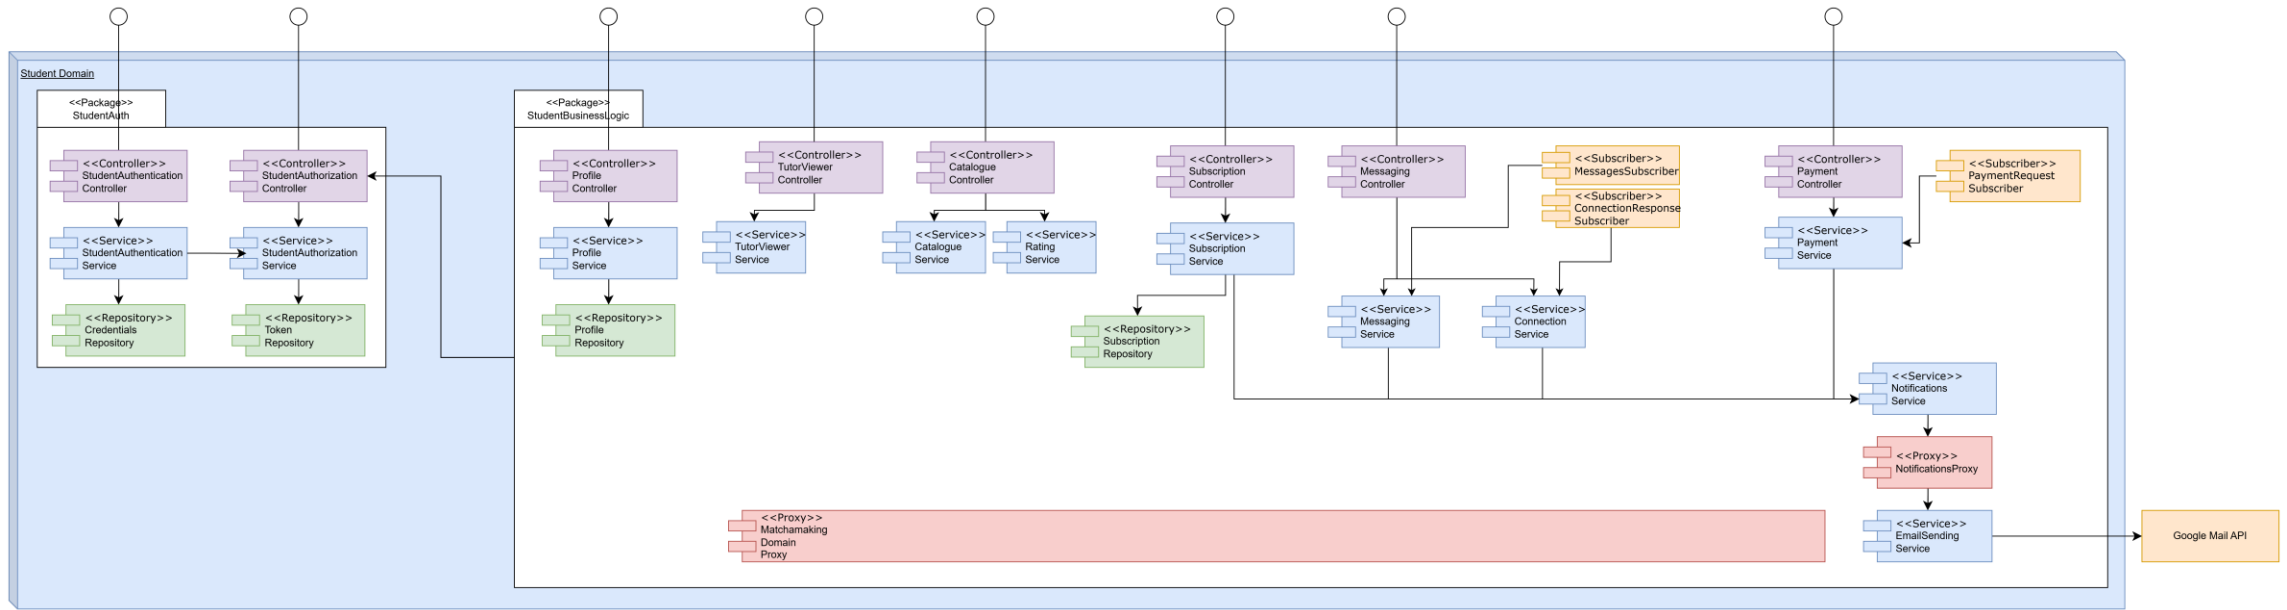 Student Domain
<<Package>>
StudentAuth
<<Controller>>
StudentAuthentication
Controller
<<Controller>>
StudentAuthorization
Controller
<<Service>>
StudentAuthentication
Service
<<Service>>
StudentAuthorization
Service
<<Repository>>
Credentials
Repository
<<Repository>>
Token
Repository
<<Package>>
StudentBusinessLogic
<<Controller>>
Profile
Controller
<<Service>>
Profile
Service
<<Repository>>
Profile
Repository
<<Controller>>
TutorViewer
Controller
<<Service>>
TutorViewer
Service
<<Controller>>
Catalogue
Controller
<<Service>>
Catalogue
Service
<<Service>>
Rating
Service
<<Controller>>
Subscription
Controller
<<Service>>
Subscription
Service
<<Repository>>
Subscription
Repository
<<Controller>>
Messaging
Controller
<<Subscriber>>
MessagesSubscriber
<<Subscriber>>
ConnectionResponse
Subscriber
<<Service>>
Messaging
Service
<<Service>>
Connection
Service
<<Controller>>
Payment
Controller
<<Subscriber>>
PaymentRequest
Subscriber
<<Service>>
Payment
Service
<<Service>>
Notifications
Service
<<Proxy>>
NotificationsProxy
<<Proxy>>
Matchamaking
Domain
Proxy
<<Service>>
EmailSending
Service
Google Mail API